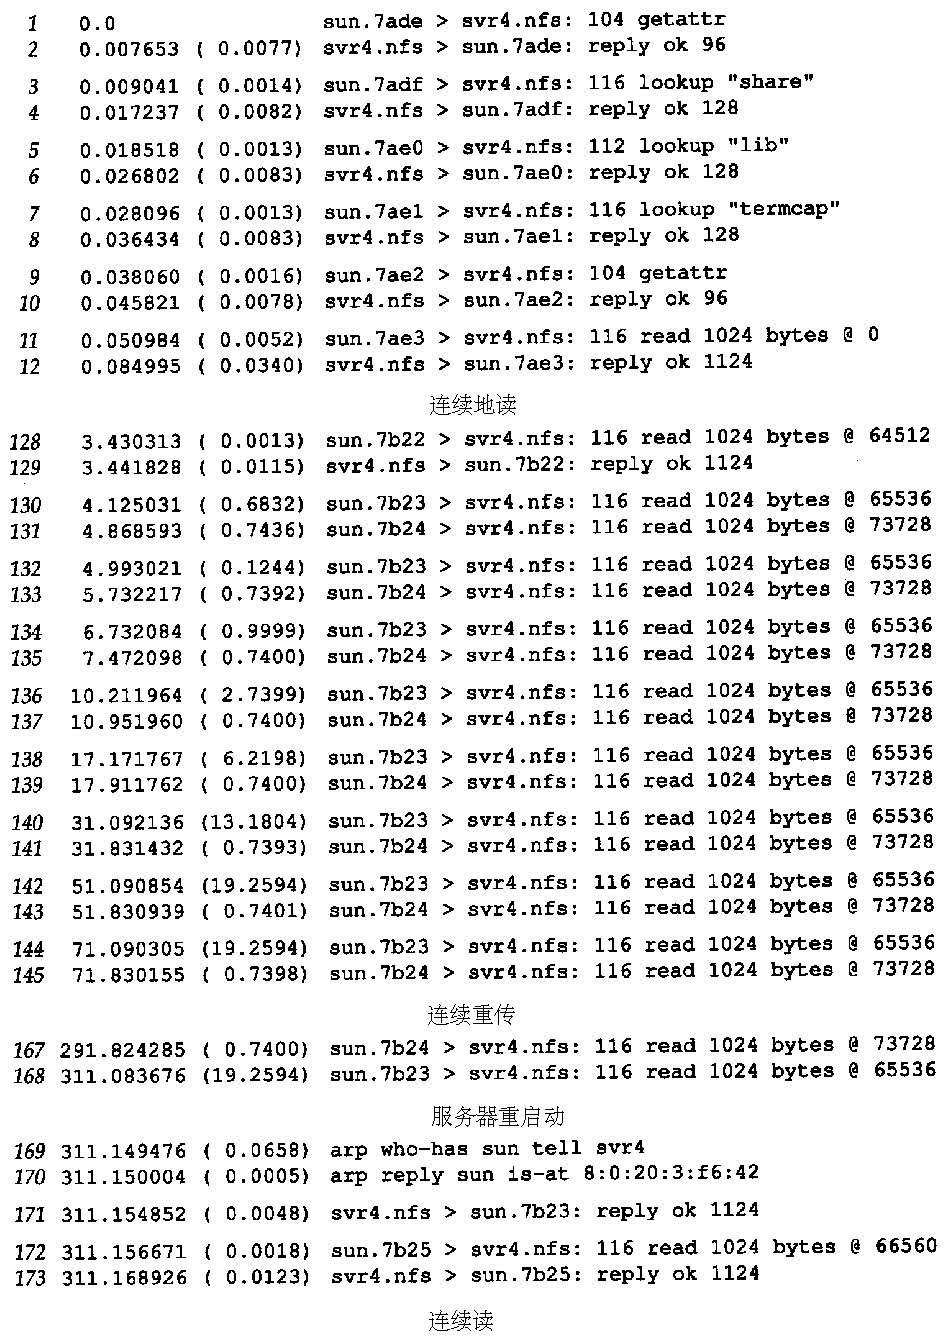 1 0.0 sun.7ade > svr4.nfs: 104 getattr
2 0.007653 ( 0.0077) svr4.nfs > sun.7ade: reply ok 96
3 0.009041 ( 0.0014) sun.7adf > svr4.nfs: 116 lookup "share"
4 0.017237 ( 0.0082) svr4.nfs > sun.7adf: reply ok 128
5 0.018518 ( 0.0013) sun.7ae0 > svr4.nfs: 112 lookup "lib"
6 0.026802 ( 0.0083) svr4.nfs > sun.7ae0: reply ok 128
7 0.028096 ( 0.0013) sun.7ae1 > svr4.nfs: 116 lookup "termcap"
8 0.036434 ( 0.0083) svr4.nfs > sun.7ae1: reply ok 128
9 0.038060 ( 0.0016) sun.7ae2 > svr4.nfs: 104 getattr
10 0.045821 ( 0.0078) svr4.nfs > sun.7ae2: reply ok 96
11 0.050984 ( 0.0052) sun.7ae3 > svr4.nfs: 116 read 1024 bytes @ 0
12 0.084995 ( 0.0340) svr4.nfs > sun.7ae3: reply ok 1124
连续地读
128 3.430313 ( 0.0013) sun.7b22 > svr4.nfs: 116 read 1024 bytes @ 64512
129 3.441828 ( 0.0115) svr4.nfs > sun.7b22: reply ok 1124
130 4.125031 ( 0.6832) sun.7b23 > svr4.nfs: 116 read 1024 bytes @ 65536
131 4.868593 ( 0.7436) sun.7b24 > svr4.nfs: 116 read 1024 bytes @ 73728
132 4.993021 ( 0.1244) sun.7b23 > svr4.nfs: 116 read 1024 bytes @ 65536
133 5.732217 ( 0.7392) sun.7b24 > svr4.nfs: 116 read 1024 bytes @ 73728
134 6.732084 ( 0.9999) sun.7b23 > svr4.nfs: 116 read 1024 bytes @ 65536
135 7.472098 ( 0.7400) sun.7b24 > svr4.nfs: 116 read 1024 bytes @ 73728
136 10.211964 ( 2.7399) sun.7b23 > svr4.nfs: 116 read 1024 bytes @ 65536
137 10.951960 ( 0.7400) sun.7b24 > svr4.nfs: 116 read 1024 bytes @ 73728
138 17.171767 ( 6.2198) sun.7b23 > svr4.nfs: 116 read 1024 bytes @ 65536
139 17.911762 ( 0.7400) sun.7b24 > svr4.nfs: 116 read 1024 bytes @ 73728
140 31.092136 (13.1804) sun.7b23 > svr4.nfs: 116 read 1024 bytes @ 65536
141 31.831432 ( 0.7393) sun.7b24 > svr4.nfs: 116 read 1024 bytes @ 73728
142 51.090854 (19.2594) sun.7b23 > svr4.nfs: 116 read 1024 bytes @ 65536
143 51.830939 ( 0.7401) sun.7b24 > svr4.nfs: 116 read 1024 bytes @ 73728
144 71.090305 (19.2594) sun.7b23 > svr4.nfs: 116 read 1024 bytes @ 65536
145 71.830155 ( 0.7398) sun.7b24 > svr4.nfs: 116 read 1024 bytes @ 73728
连续重传
167 291.824285 ( 0.7400) sun.7b24 > svr4.nfs: 116 read 1024 bytes @ 73728
168 311.083676 (19.2594) sun.7b23 > svr4.nfs: 116 read 1024 bytes @ 65536
服务器重启动
169 311.149476 ( 0.0658) arp who-has sun tell svr4
170 311.150004 ( 0.0005) arp reply sun is-at 8:0:20:3:f6:42
171 311.154852 ( 0.0048) svr4.nfs > sun.7b23: reply ok 1124
172 311.156671 ( 0.0018) sun.7b25 > svr4.nfs: 116 read 1024 bytes @ 66560
173 311.168926 ( 0.0123) svr4.nfs > sun.7b25: reply ok 1124
连续读